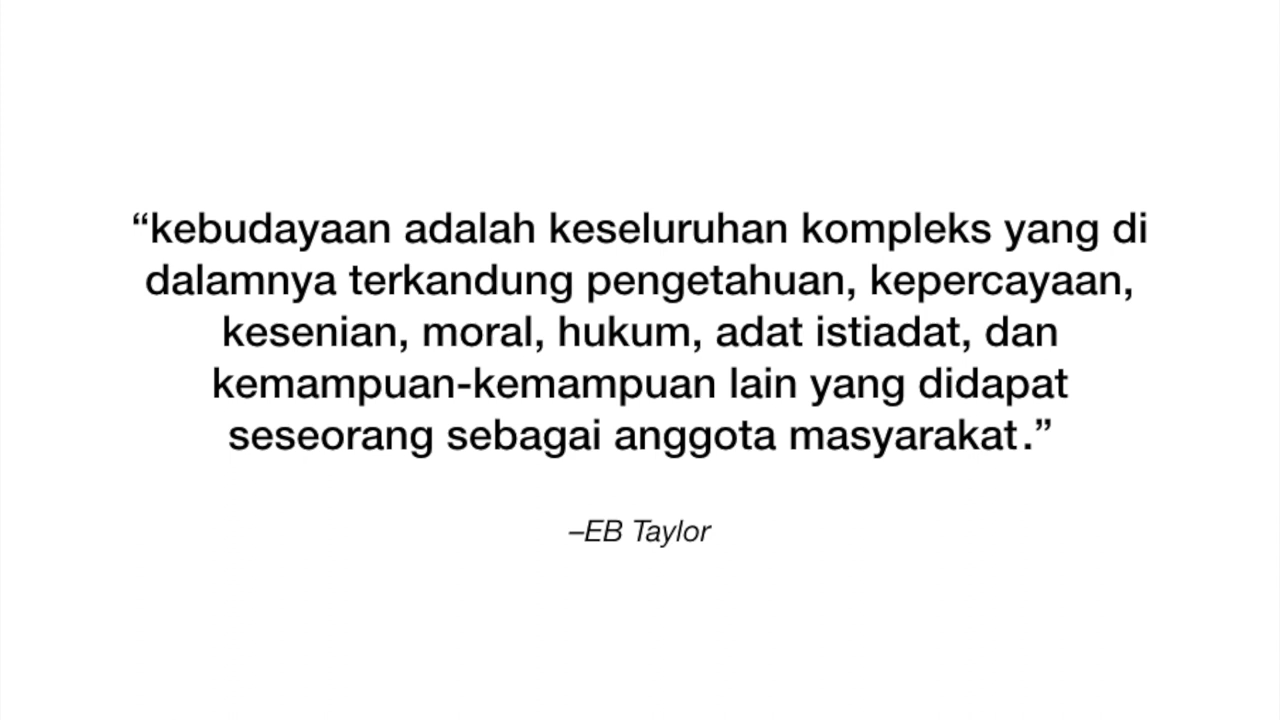 “kebudayaan adalah keseluruhan kompleks yang di
dalamnya terkandung pengetahuan, kepercayaan,
kesenian, moral, hukum, adat istiadat, dan
kemampuan-kemampuan lain yang didapat
seseorang sebagai anggota masyarakat.”
–EB Taylor